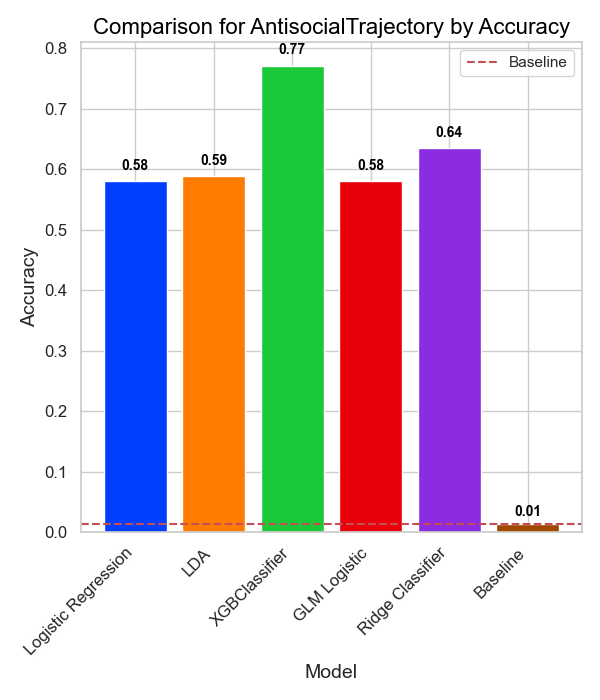 Comparison for AntisocialTrajectory by Accuracy
Baseline
0.8
0.7
0.6
0.5
0.4
0.3
0.2
0.1
0.0
Accuracy
0.58
0.59
0.77
0.58
0.64
0.01
Logistic Regression
LDA
XGBClassifier
GLM Logistic
Ridge Classifier
Baseline
Model